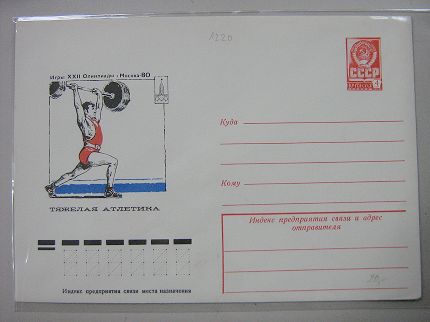 1220
Игры XXII Олимпиады • Москва-80
СССР
Куда
Кому
ТЯЖЕЛАЯ АТЛЕТИКА
Индекс предприятия связи и адрес
отправителя
Индекс предприятия связи места назначения